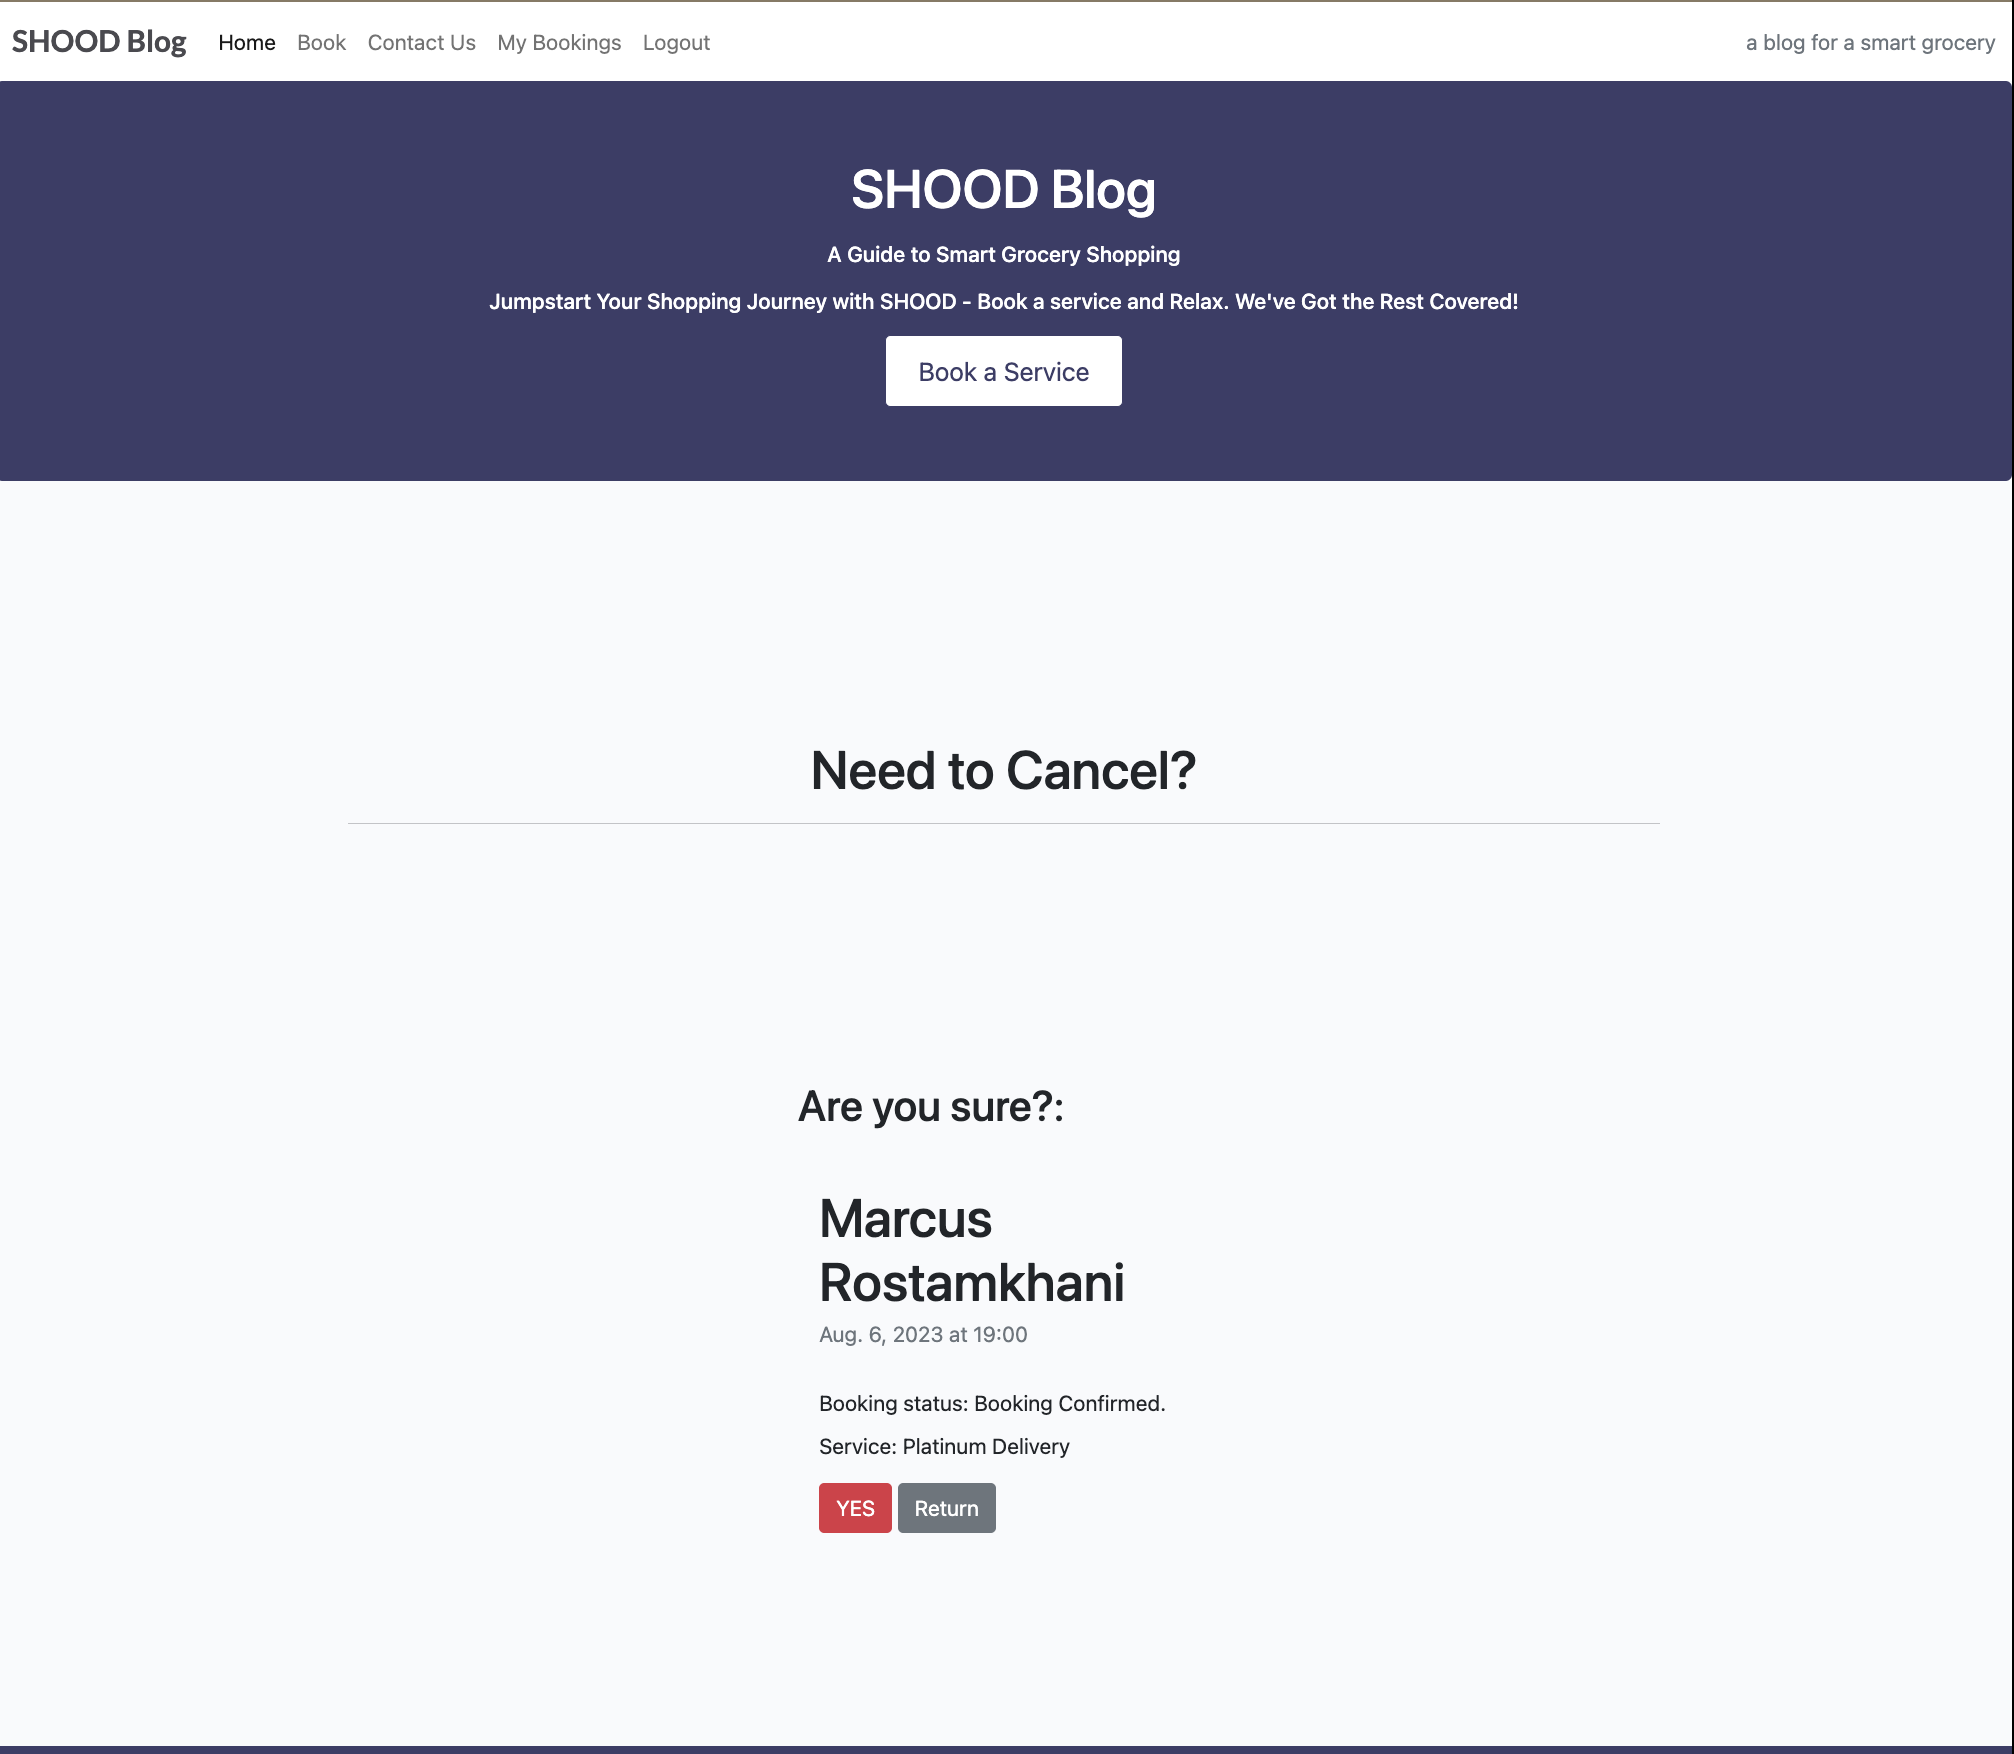 SHOOD Blog Home Book Contact Us My Bookings Logout a blog for a smart grocery
SHOOD Blog
A Guide to Smart Grocery Shopping
Jumpstart Your Shopping Journey with SHOOD - Book a service and Relax. We've Got the Rest Covered!
Book a Service
Need to Cancel?
Are you sure?:
Marcus
Rostamkhani
Aug. 6, 2023 at 19:00
Booking status: Booking Confirmed.
Service: Platinum Delivery
YES Return